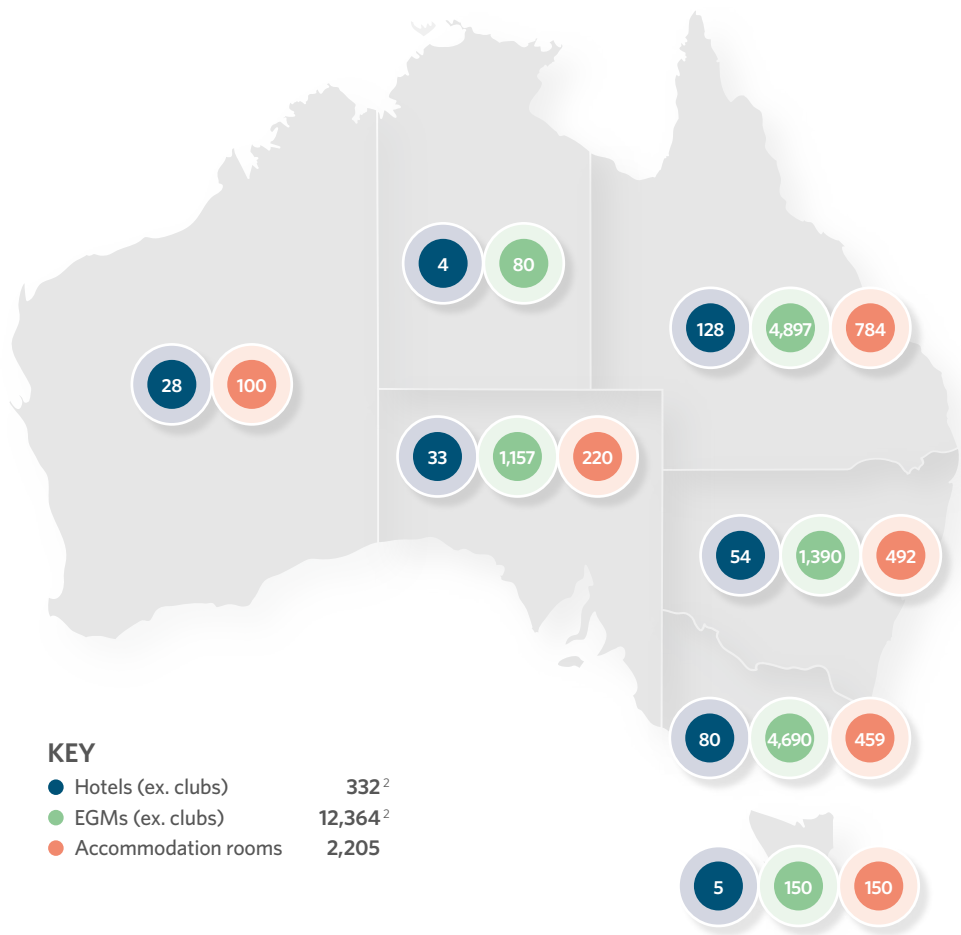 4 80
128 4,897 784
28 100
33 1,157 220
54 1,390 492
80 4,690 459
KEY
Hotels (ex. clubs) 332 2
EGMs (ex. clubs) 12,364 2
Accommodation rooms 2,205
5 150 150